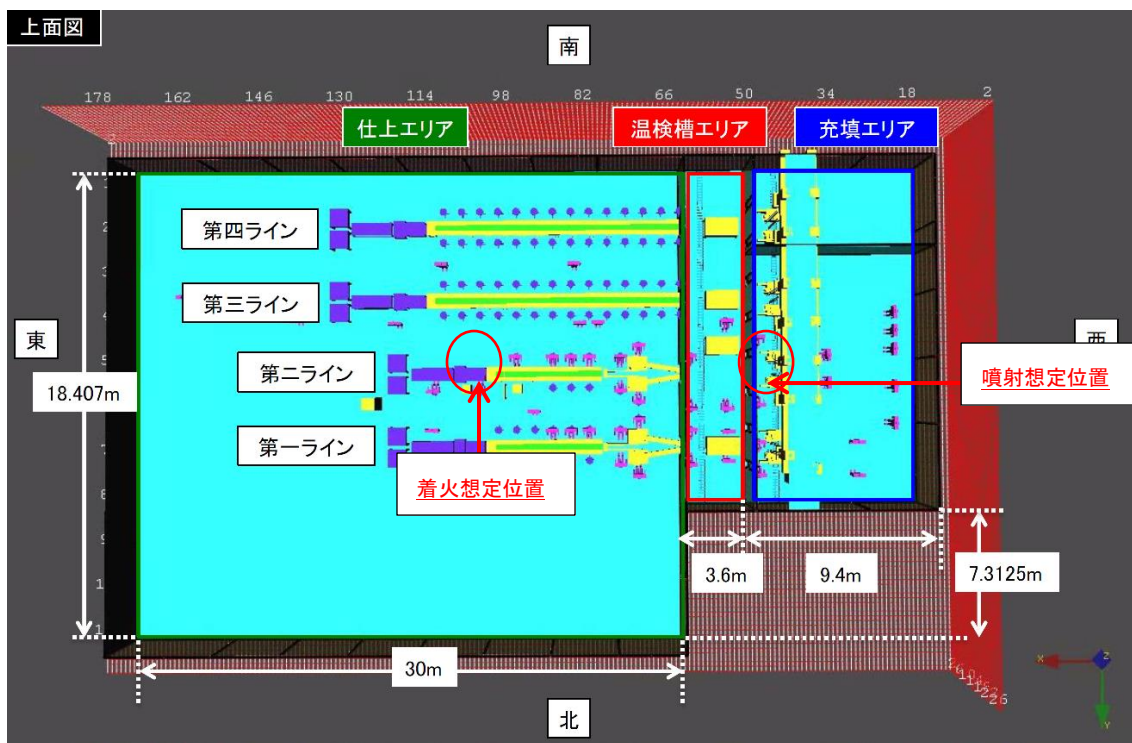 上面図
南
178 162 146 130 114 98 82 66 50 34 18 2
仕上エリア
温検槽エリア
充填エリア
第四ライン
第三ライン
東
西
第二ライン
噴射想定位置
18.407m
第一ライン
着火想定位置
3.6m
9.4m
7.3125m
30m
北
X
Z
Y